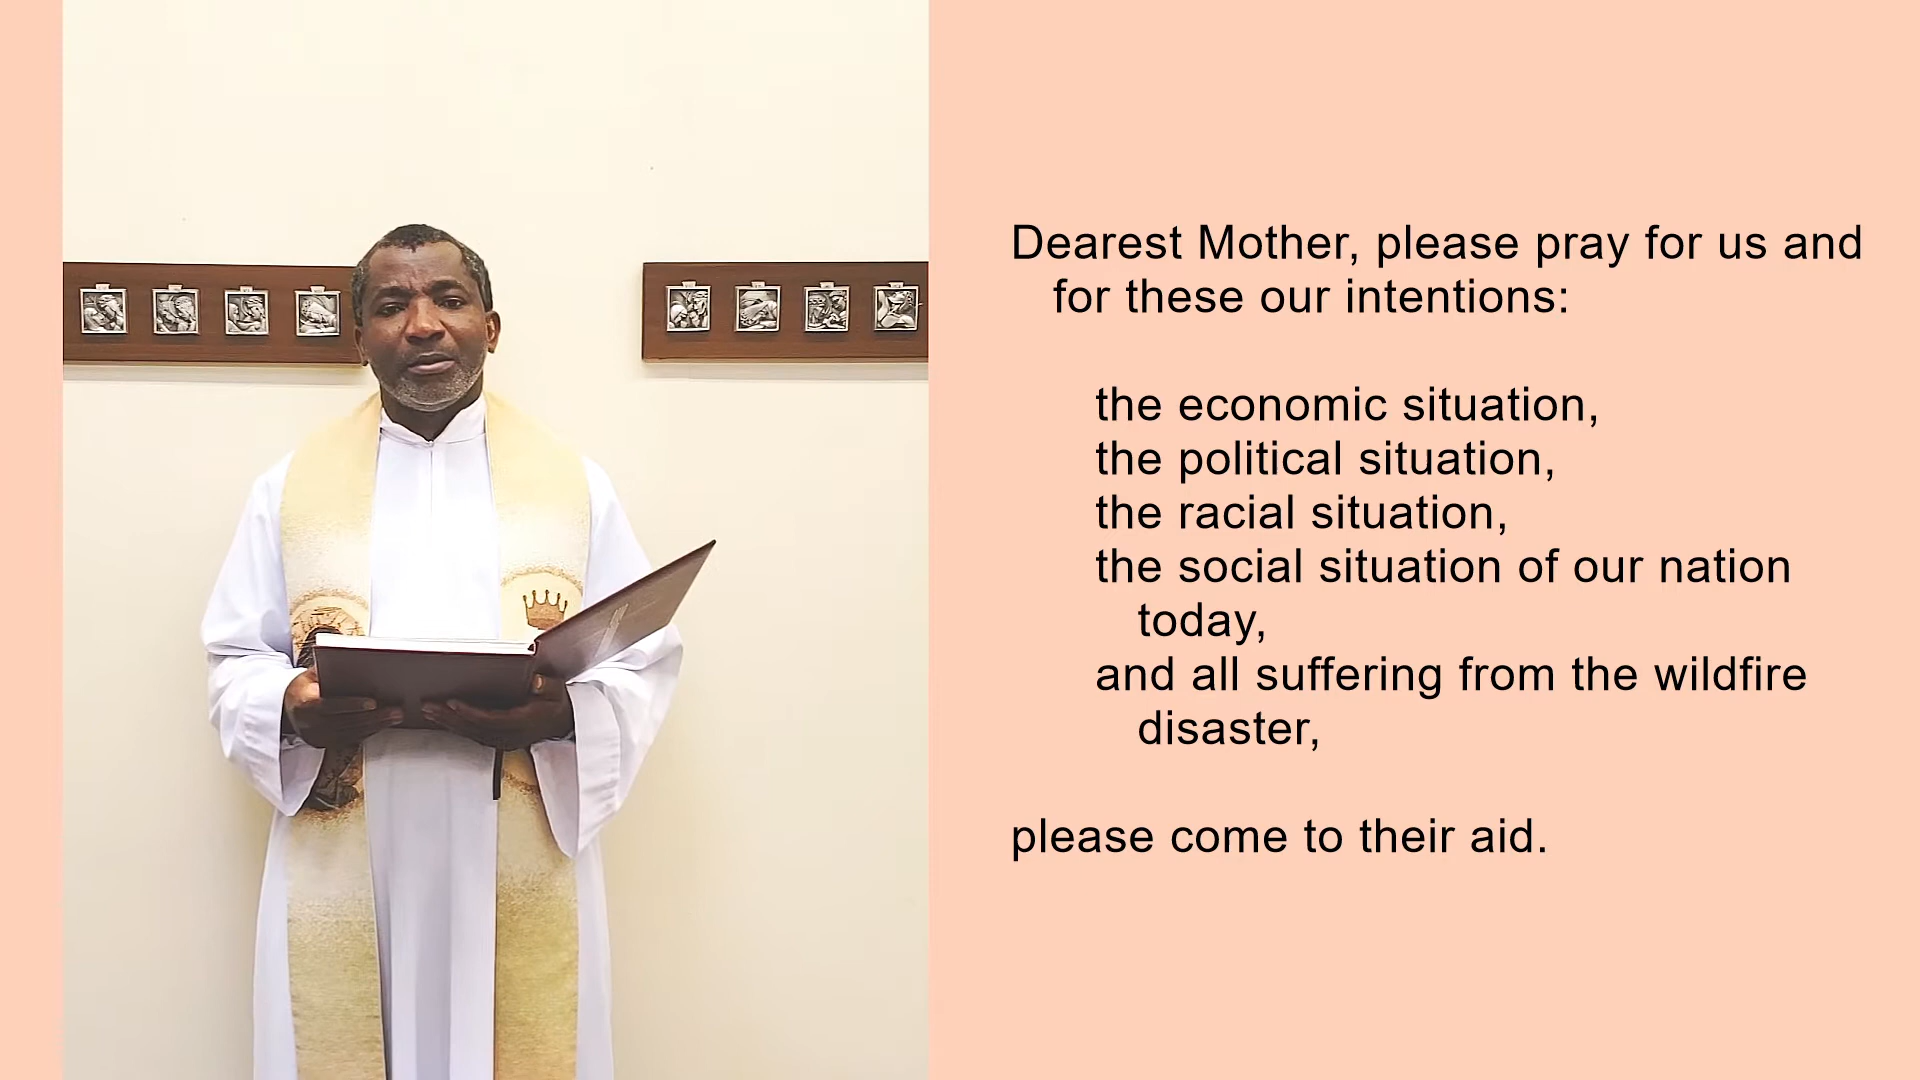 Dearest Mother, please pray for us and
for these our intentions:
the economic situation,
the political situation,
the racial situation,
the social situation of our nation
today,
and all suffering from the wildfire
disaster,
please come to their aid.